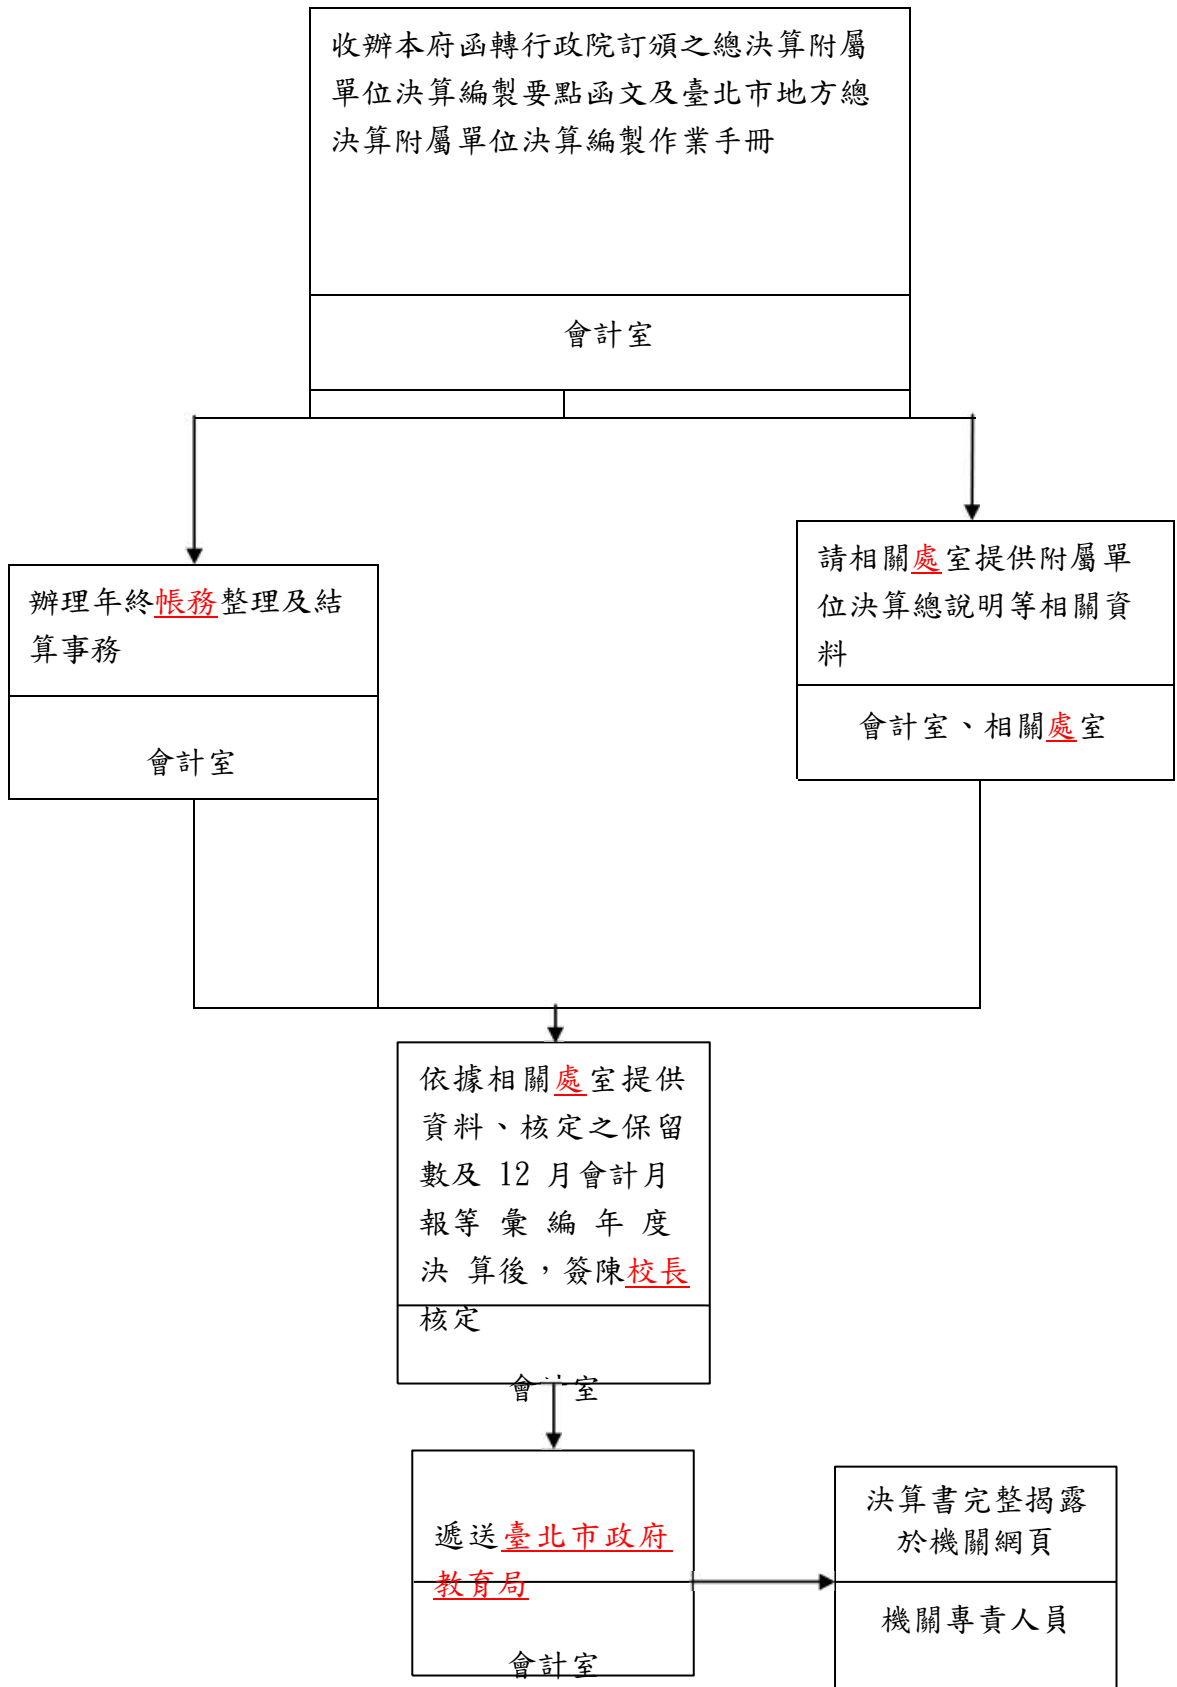 收辦本府函轉行政院訂頒之總決算附屬
單位決算編製要點函文及臺北市地方總
決算附屬單位決算編製作業手冊
會計室
辦理年終帳務整理及結
算事務
會計室
請相關處室提供附屬單
位決算總說明等相關資
料
會計室、相關處室
依據相關處室提供
資料、核定之保留
數及 12 月會計月
報等 彙 編 年 度
決 算後，簽陳校長
核定
會計室
遞送臺北市政府
教育局
會計室
決算書完整揭露
於機關網頁
機關專責人員